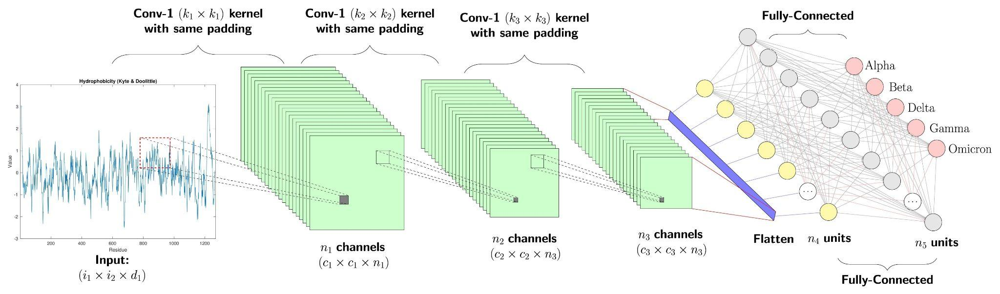 Conv-1 (k₁ × k₁) kernel
with same padding
Conv-1 (k₂ × k₂) kernel
with same padding
Conv-1 (k₃ × k₃) kernel
with same padding
Fully-Connected
Hydrophobicity (Kyte & Doolittle)
4
3
2
1
0
-1
-2
-3
Value
200
400
600
800
1000
1200
Residue
Input:
(i₁ × i₂ × d₁)
n₁ channels
(c₁ × c₁ × n₁)
n₂ channels
(c₂ × c₂ × n₃)
n₃ channels
(c₃ × c₃ × n₃)
Flatten
n₄ units
...
...
Alpha
Beta
Delta
Gamma
Omicron
n₅ units
Fully-Connected